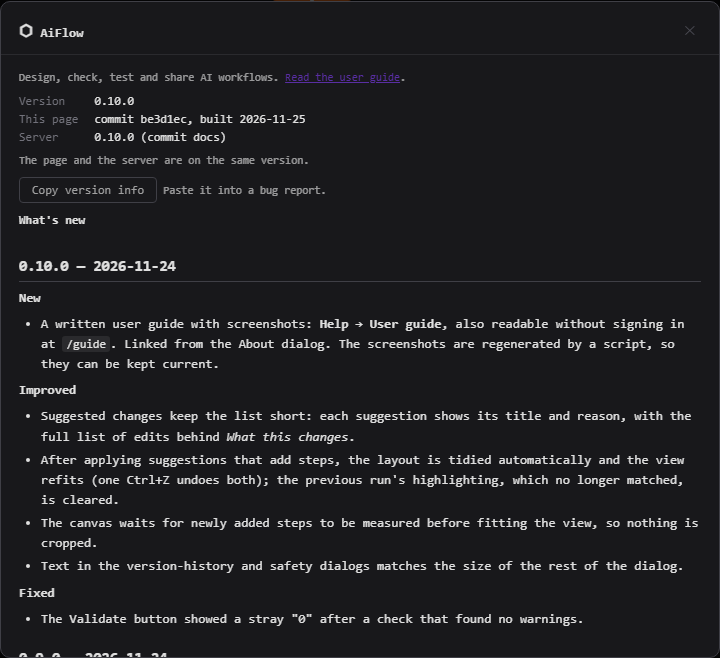 AiFlow
Design, check, test and share AI workflows. Read the user guide.
Version 0.10.0
This page commit be3d1ec, built 2026-11-25
Server 0.10.0 (commit docs)
The page and the server are on the same version.
Copy version info Paste it into a bug report.
What's new
0.10.0 — 2026-11-24
New
• A written user guide with screenshots: Help → User guide, also readable without signing in
at /guide. Linked from the About dialog. The screenshots are regenerated by a script, so
they can be kept current.
Improved
• Suggested changes keep the list short: each suggestion shows its title and reason, with the
full list of edits behind What this changes.
• After applying suggestions that add steps, the layout is tidied automatically and the view
refits (one Ctrl+Z undoes both); the previous run's highlighting, which no longer matched,
is cleared.
• The canvas waits for newly added steps to be measured before fitting the view, so nothing is
cropped.
• Text in the version-history and safety dialogs matches the size of the rest of the dialog.
Fixed
• The Validate button showed a stray "0" after a check that found no warnings.